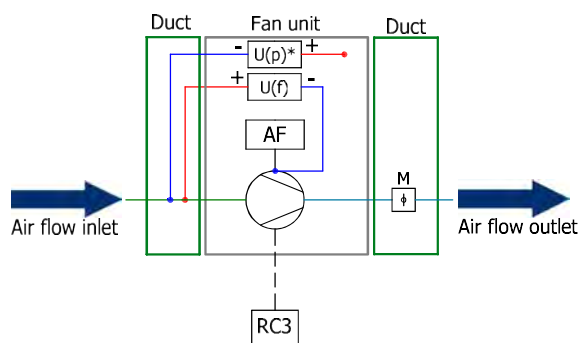 Duct
Fan unit
Duct
- U(p)* +
+ U(f) -
AF
M
ϕ
Air flow inlet
Air flow outlet
RC3